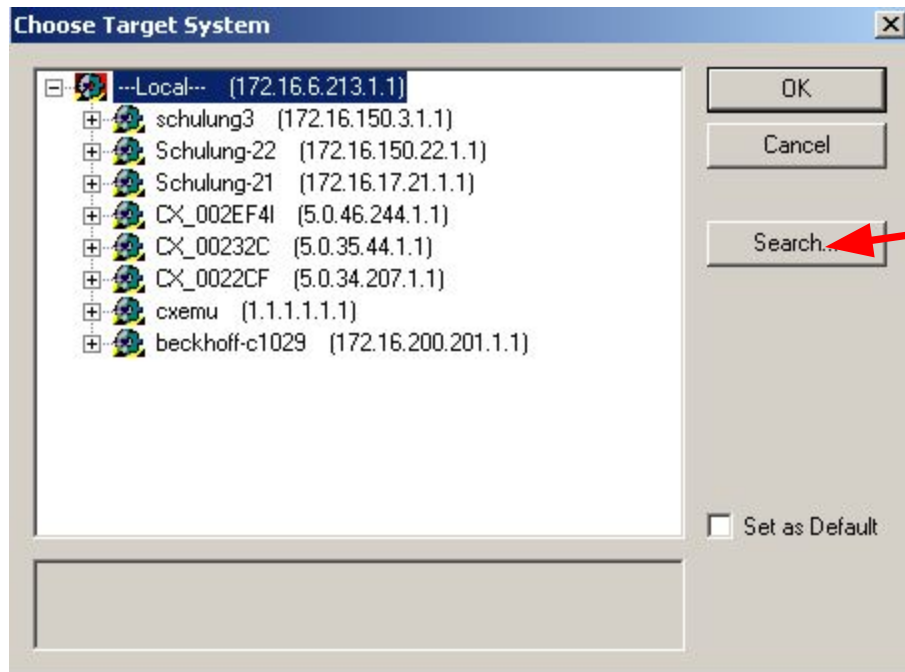 Choose Target System
---Local--- (172.16.6.213.1.1)
schulung3 (172.16.150.3.1.1)
Schulung-22 (172.16.150.22.1.1)
Schulung-21 (172.16.17.21.1.1)
CX_002EF4I (5.0.46.244.1.1)
CX_00232C (5.0.35.44.1.1)
CX_0022CF (5.0.34.207.1.1)
cxemu (1.1.1.1.1.1)
beckhoff-c1029 (172.16.200.201.1.1)
OK
Cancel
Search...
Set as Default